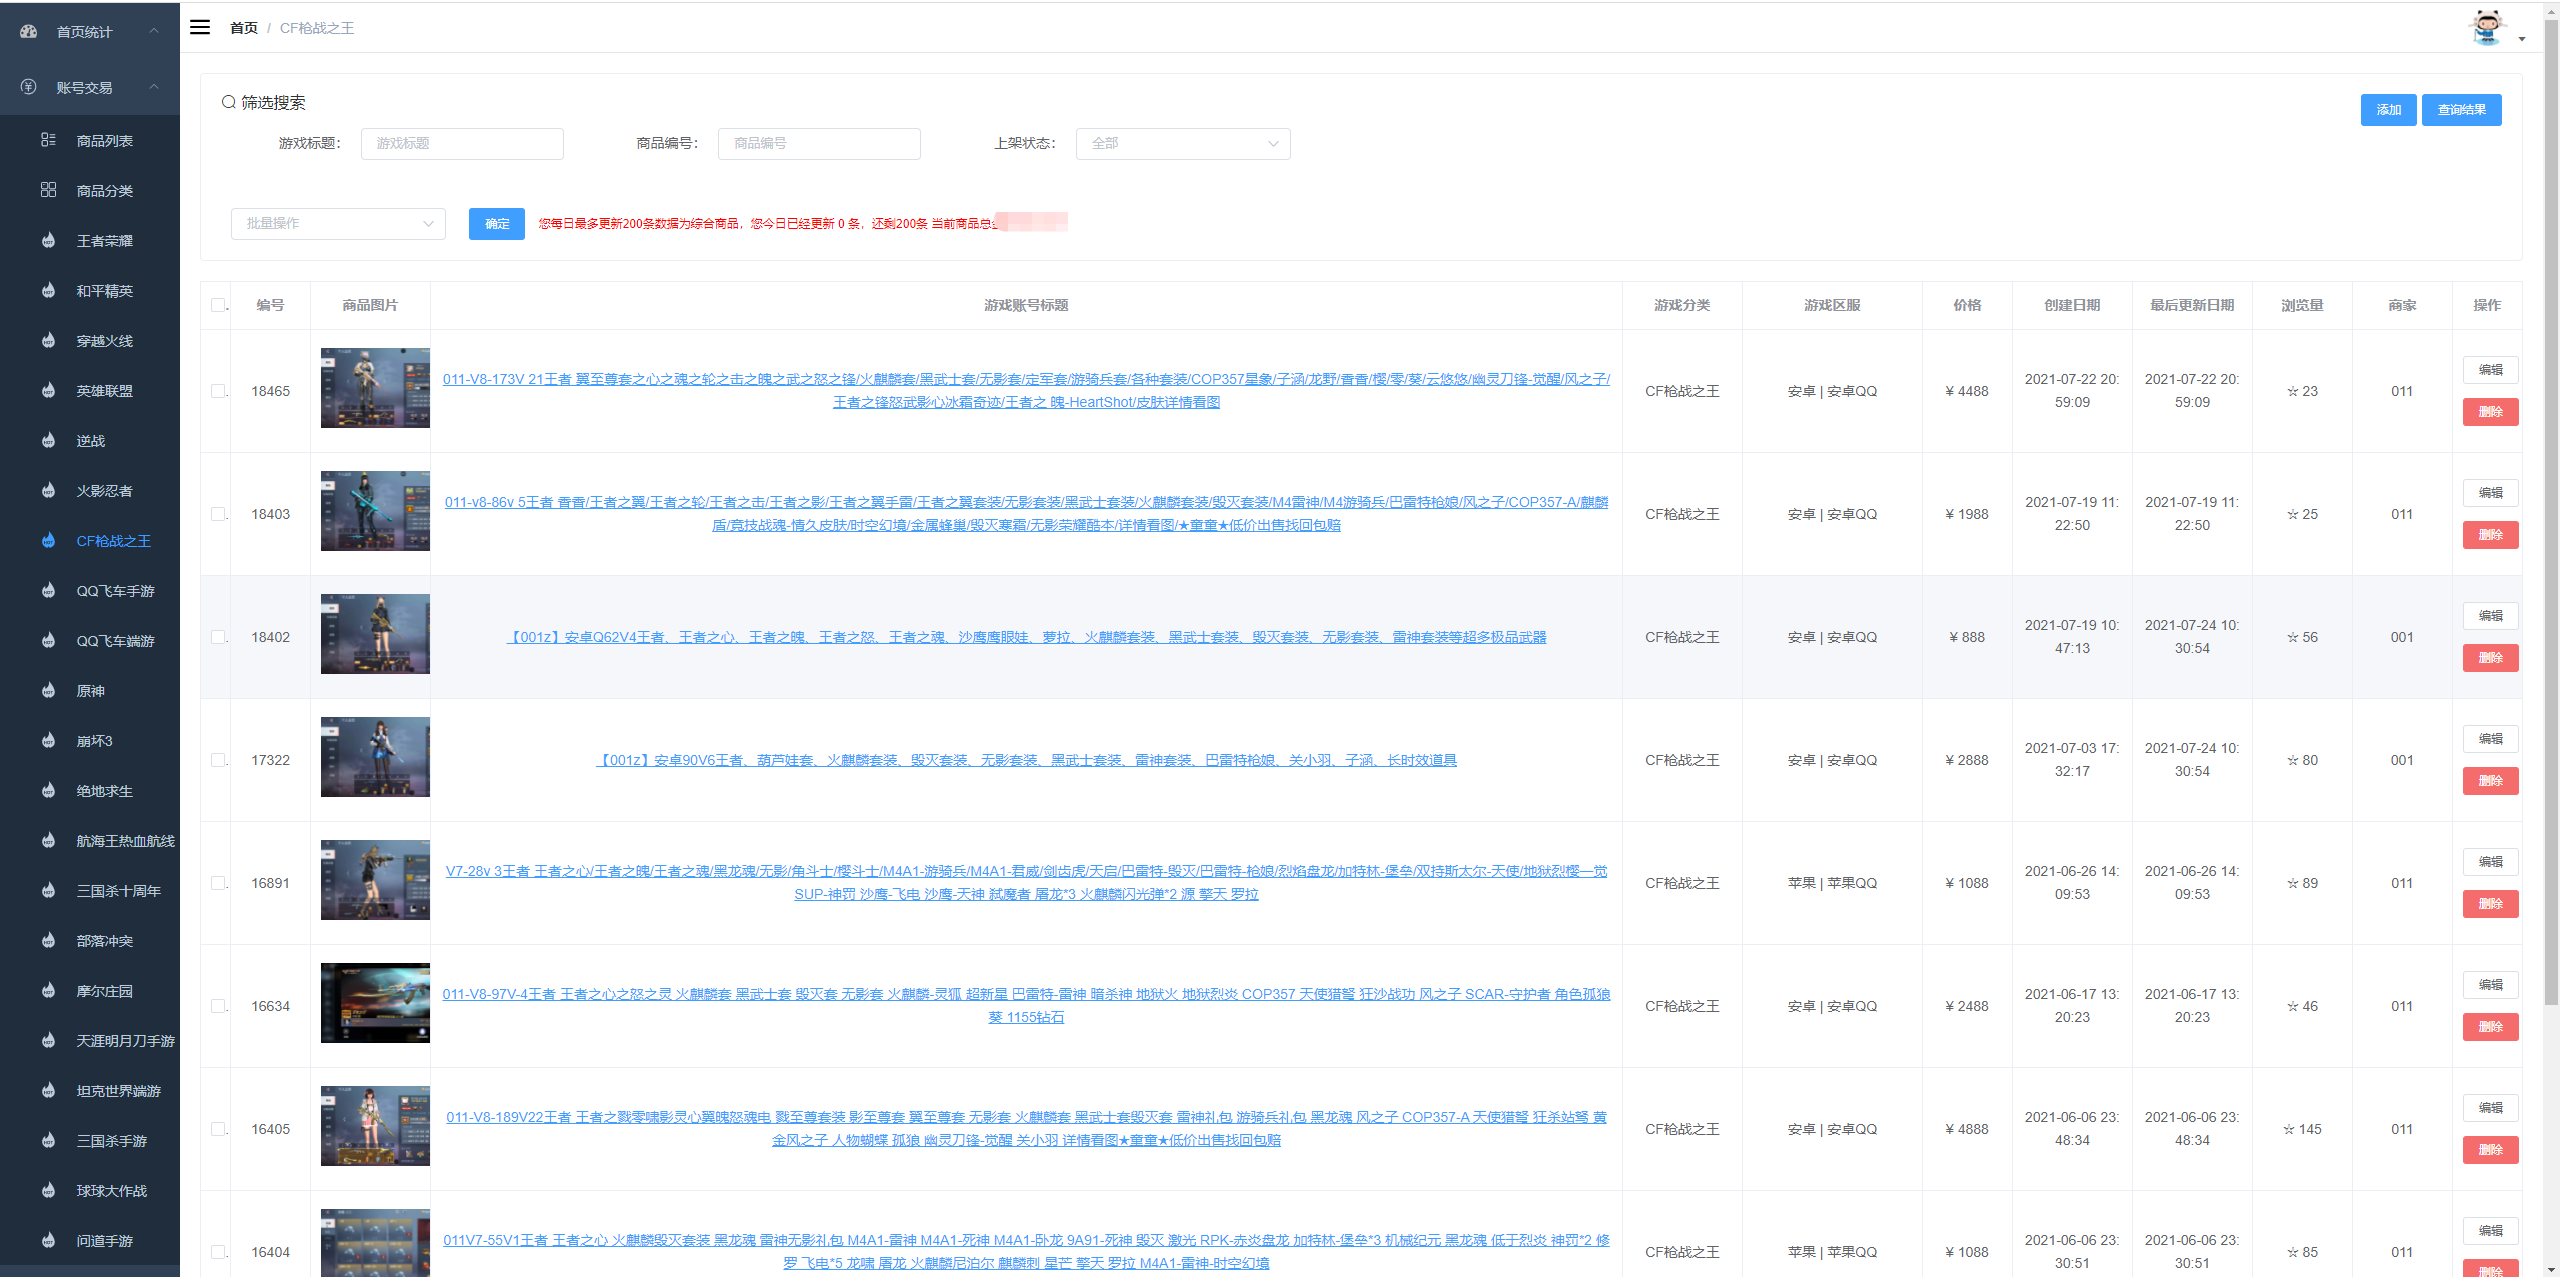 首页统计
账号交易
商品列表
商品分类
王者荣耀
和平精英
穿越火线
英雄联盟
逆战
火影忍者
CF枪战之王
QQ飞车手游
QQ飞车端游
原神
崩坏3
绝地求生
航海王热血航线
三国杀十周年
部落冲突
摩尔庄园
天涯明月刀手游
坦克世界端游
三国杀手游
球球大作战
问道手游
首页 / CF枪战之王
筛选搜索
添加 查询结果
游戏标题： 游戏标题 商品编号： 商品编号 上架状态： 全部
批量操作 确定 您每日最多更新200条数据为综合商品，您今日已经更新 0 条，还剩200条 当前商品总
编号 商品图片 游戏账号标题 游戏分类 游戏区服 价格 创建日期 最后更新日期 浏览量 商家 操作
011-V8-173V 21王者 翼至尊套之心之魂之轮之击之魄之武之怒之锋/火麒麟套/黑武士套/无影套/定军套/游骑兵套/各种套装/COP357星象/子涵/龙野/香香/樱/零/葵/云悠悠/幽灵刀锋-觉醒/风之子/
王者之锋怒武影心冰霜奇迹/王者之 魄-HeartShot/皮肤详情看图
18465 CF枪战之王 安卓 | 安卓QQ ¥ 4488 2021-07-22 20:59:09 2021-07-22 20:59:09 ☆ 23 011 编辑 删除
011-v8-86v 5王者 香香/王者之翼/王者之轮/王者之击/王者之影/王者之翼手雷/王者之翼套装/无影套装/黑武士套装/火麒麟套装/毁灭套装/M4雷神/M4游骑兵/巴雷特枪娘/风之子/COP357-A/麒麟
盾/竞技战魂-情久皮肤/时空幻境/金属蜂巢/毁灭寒霜/无影荣耀酷本/详情看图/★童童★低价出售找回包赔
18403 CF枪战之王 安卓 | 安卓QQ ¥ 1988 2021-07-19 11:22:50 2021-07-19 11:22:50 ☆ 25 011 编辑 删除
【001z】安卓Q62V4王者、王者之心、王者之魄、王者之怒、王者之魂、沙鹰鹰眼娃、萝拉、火麒麟套装、黑武士套装、毁灭套装、无影套装、雷神套装等超多极品武器
18402 CF枪战之王 安卓 | 安卓QQ ¥ 888 2021-07-19 10:47:13 2021-07-24 10:30:54 ☆ 56 001 编辑 删除
【001z】安卓90V6王者、葫芦娃套、火麒麟套装、毁灭套装、无影套装、黑武士套装、雷神套装、巴雷特枪娘、关小羽、子涵、长时效道具
17322 CF枪战之王 安卓 | 安卓QQ ¥ 2888 2021-07-03 17:32:17 2021-07-24 10:30:54 ☆ 80 001 编辑 删除
V7-28v 3王者 王者之心/王者之魄/王者之魂/黑龙魂/无影/角斗士/樱斗士/M4A1-游骑兵/M4A1-君威/剑齿虎/天启/巴雷特-毁灭/巴雷特-枪娘/烈焰盘龙/加特林-堡垒/双持斯太尔-天使/地狱烈樱—觉
SUP-神罚 沙鹰-飞电 沙鹰-天神 弑魔者 屠龙*3 火麒麟闪光弹*2 源 擎天 罗拉
16891 CF枪战之王 苹果 | 苹果QQ ¥ 1088 2021-06-26 14:09:53 2021-06-26 14:09:53 ☆ 89 011 编辑 删除
011-V8-97V-4王者 王者之心之怒之灵 火麒麟套 黑武士套 毁灭套 无影套 火麒麟-灵狐 超新星 巴雷特-雷神 暗杀神 地狱火 地狱烈炎 COP357 天使猎弩 狂沙战功 风之子 SCAR-守护者 角色孤狼
葵 1155钻石
16634 CF枪战之王 安卓 | 安卓QQ ¥ 2488 2021-06-17 13:20:23 2021-06-17 13:20:23 ☆ 46 011 编辑 删除
011-V8-189V22王者 王者之戮零啸影灵心翼魄怒魂电 戮至尊套装 影至尊套 翼至尊套 无影套 火麒麟套 黑武士套毁灭套 雷神礼包 游骑兵礼包 黑龙魂 风之子 COP357-A 天使猎弩 狂杀站弩 黄
金风之子 人物蝴蝶 孤狼 幽灵刀锋-觉醒 关小羽 详情看图★童童★低价出售找回包赔
16405 CF枪战之王 安卓 | 安卓QQ ¥ 4888 2021-06-06 23:48:34 2021-06-06 23:48:34 ☆ 145 011 编辑 删除
011V7-55V1王者 王者之心 火麒麟毁灭套装 黑龙魂 雷神无影礼包 M4A1-雷神 M4A1-死神 M4A1-卧龙 9A91-死神 毁灭 激光 RPK-赤炎盘龙 加特林-堡垒*3 机械纪元 黑龙魂 低于烈炎 神罚*2 修
罗 飞电*5 龙啸 屠龙 火麒麟尼泊尔 麒麟刺 星芒 擎天 罗拉 M4A1-雷神-时空幻境
16404 CF枪战之王 苹果 | 苹果QQ ¥ 1088 2021-06-06 23:30:51 2021-06-06 23:30:51 ☆ 85 011 编辑 删除